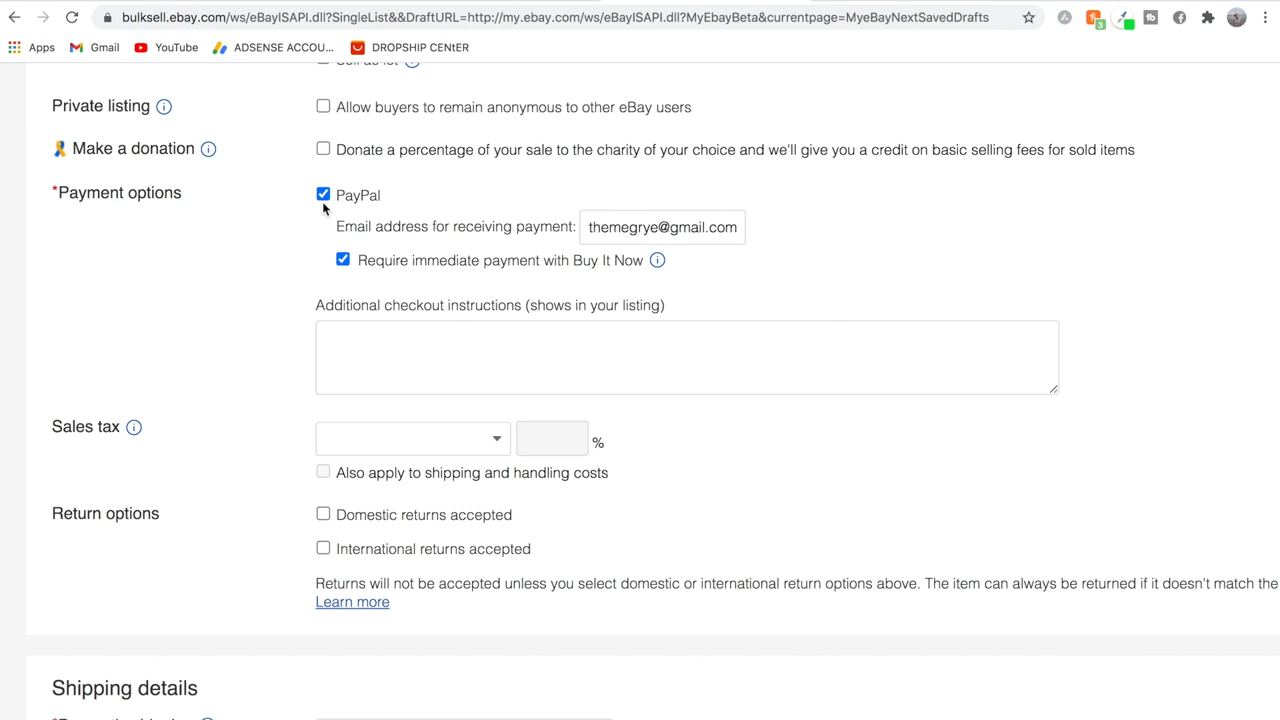 bulksell.ebay.com/ws/eBayISAPI.dll?SingleList&&DraftURL=http://my.ebay.com/ws/eBayISAPI.dll?MyEbayBeta&currentpage=MyeBayNextSavedDrafts
Apps Gmail YouTube ADSENSE ACCOU... DROPSHIP CENtER
Sell as lot
Private listing Allow buyers to remain anonymous to other eBay users
Make a donation Donate a percentage of your sale to the charity of your choice and we'll give you a credit on basic selling fees for sold items
*Payment options PayPal
Email address for receiving payment: themegrye@gmail.com
Require immediate payment with Buy It Now
Additional checkout instructions (shows in your listing)
Sales tax %
Also apply to shipping and handling costs
Return options Domestic returns accepted
International returns accepted
Returns will not be accepted unless you select domestic or international return options above. The item can always be returned if it doesn't match the
Learn more
Shipping details